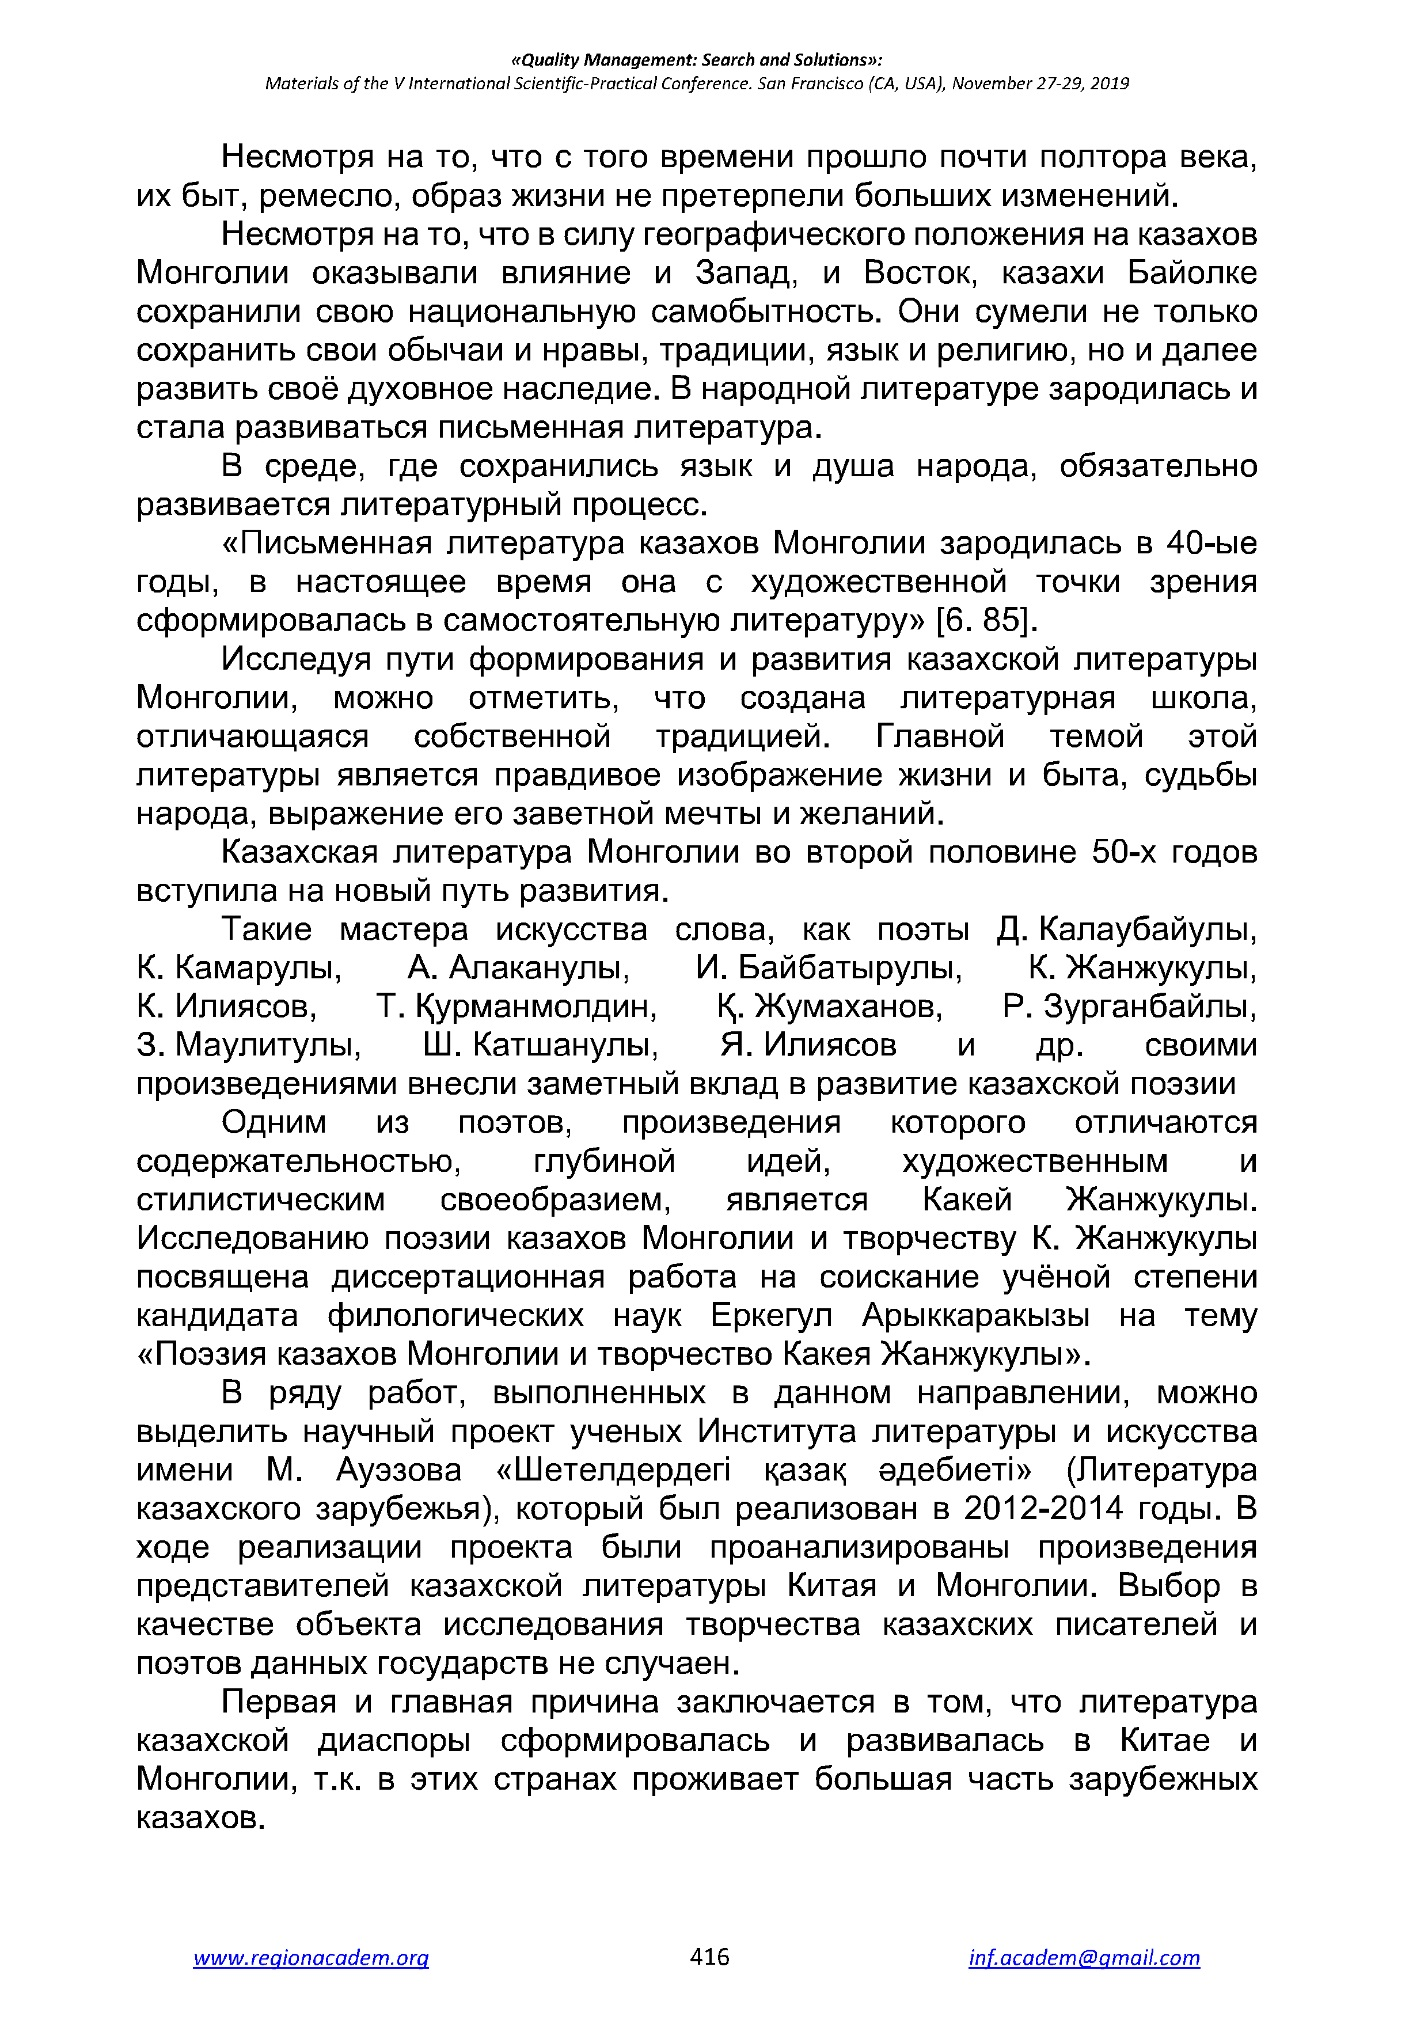 «Quality Management: Search and Solutions»:
Materials of the V International Scientific-Practical Conference. San Francisco (CA, USA), November 27-29, 2019
Несмотря на то, что с того времени прошло почти полтора века,
их быт, ремесло, образ жизни не претерпели больших изменений.
Несмотря на то, что в силу географического положения на казахов
Монголии оказывали влияние и Запад, и Восток, казахи Байолке
сохранили свою национальную самобытность. Они сумели не только
сохранить свои обычаи и нравы, традиции, язык и религию, но и далее
развить своё духовное наследие. В народной литературе зародилась и
стала развиваться письменная литература.
В среде, где сохранились язык и душа народа, обязательно
развивается литературный процесс.
«Письменная литература казахов Монголии зародилась в 40-ые
годы, в настоящее время она с художественной точки зрения
сформировалась в самостоятельную литературу» [6. 85].
Исследуя пути формирования и развития казахской литературы
Монголии, можно отметить, что создана литературная школа,
отличающаяся собственной традицией. Главной темой этой
литературы является правдивое изображение жизни и быта, судьбы
народа, выражение его заветной мечты и желаний.
Казахская литература Монголии во второй половине 50-х годов
вступила на новый путь развития.
Такие мастера искусства слова, как поэты Д. Калаубайулы,
К. Камарулы, А. Алаканулы, И. Байбатырулы, К. Жанжукулы,
К. Илиясов, Т. Құрманмолдин, Қ. Жумаханов, Р. Зурганбайлы,
З. Маулитулы, Ш. Катшанулы, Я. Илиясов и др. своими
произведениями внесли заметный вклад в развитие казахской поэзии
Одним из поэтов, произведения которого отличаются
содержательностью, глубиной идей, художественным и
стилистическим своеобразием, является Какей Жанжукулы.
Исследованию поэзии казахов Монголии и творчеству К. Жанжукулы
посвящена диссертационная работа на соискание учёной степени
кандидата филологических наук Еркегул Арыккаракызы на тему
«Поэзия казахов Монголии и творчество Какея Жанжукулы».
В ряду работ, выполненных в данном направлении, можно
выделить научный проект ученых Института литературы и искусства
имени М. Ауэзова «Шетелдердегі қазақ әдебиеті» (Литература
казахского зарубежья), который был реализован в 2012-2014 годы. В
ходе реализации проекта были проанализированы произведения
представителей казахской литературы Китая и Монголии. Выбор в
качестве объекта исследования творчества казахских писателей и
поэтов данных государств не случаен.
Первая и главная причина заключается в том, что литература
казахской диаспоры сформировалась и развивалась в Китае и
Монголии, т.к. в этих странах проживает большая часть зарубежных
казахов.
www.regionacadem.org 416 inf.academ@gmail.com